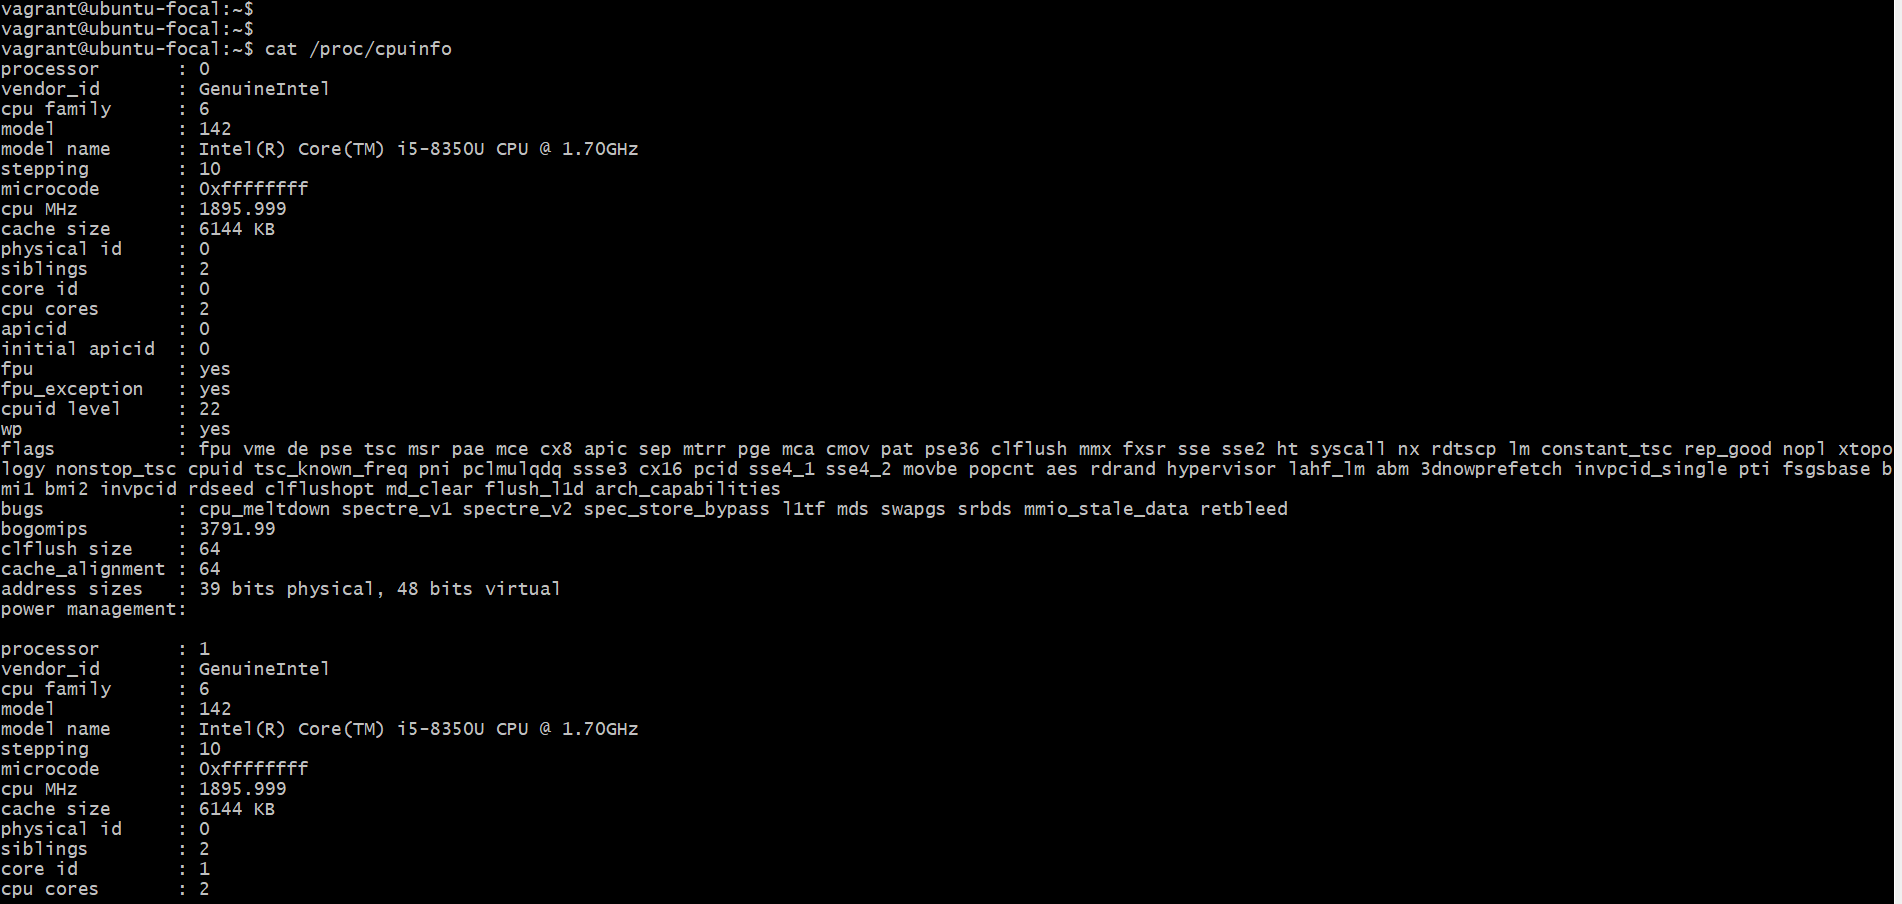 vagrant@ubuntu-focal:~$
vagrant@ubuntu-focal:~$
vagrant@ubuntu-focal:~$ cat /proc/cpuinfo
processor       : 0
vendor_id       : GenuineIntel
cpu family      : 6
model           : 142
model name      : Intel(R) Core(TM) i5-8350U CPU @ 1.70GHz
stepping        : 10
microcode       : 0xffffffff
cpu MHz         : 1895.999
cache size      : 6144 KB
physical id     : 0
siblings        : 2
core id         : 0
cpu cores       : 2
apicid          : 0
initial apicid  : 0
fpu             : yes
fpu_exception   : yes
cpuid level     : 22
wp              : yes
flags           : fpu vme de pse tsc msr pae mce cx8 apic sep mtrr pge mca cmov pat pse36 clflush mmx fxsr sse sse2 ht syscall nx rdtscp lm constant_tsc rep_good nopl xtopo
logy nonstop_tsc cpuid tsc_known_freq pni pclmulqdq ssse3 cx16 pcid sse4_1 sse4_2 movbe popcnt aes rdrand hypervisor lahf_lm abm 3dnowprefetch invpcid_single pti fsgsbase b
mi1 bmi2 invpcid rdseed clflushopt md_clear flush_l1d arch_capabilities
bugs            : cpu_meltdown spectre_v1 spectre_v2 spec_store_bypass l1tf mds swapgs srbds mmio_stale_data retbleed
bogomips        : 3791.99
clflush size    : 64
cache_alignment : 64
address sizes   : 39 bits physical, 48 bits virtual
power management:

processor       : 1
vendor_id       : GenuineIntel
cpu family      : 6
model           : 142
model name      : Intel(R) Core(TM) i5-8350U CPU @ 1.70GHz
stepping        : 10
microcode       : 0xffffffff
cpu MHz         : 1895.999
cache size      : 6144 KB
physical id     : 0
siblings        : 2
core id         : 1
cpu cores       : 2